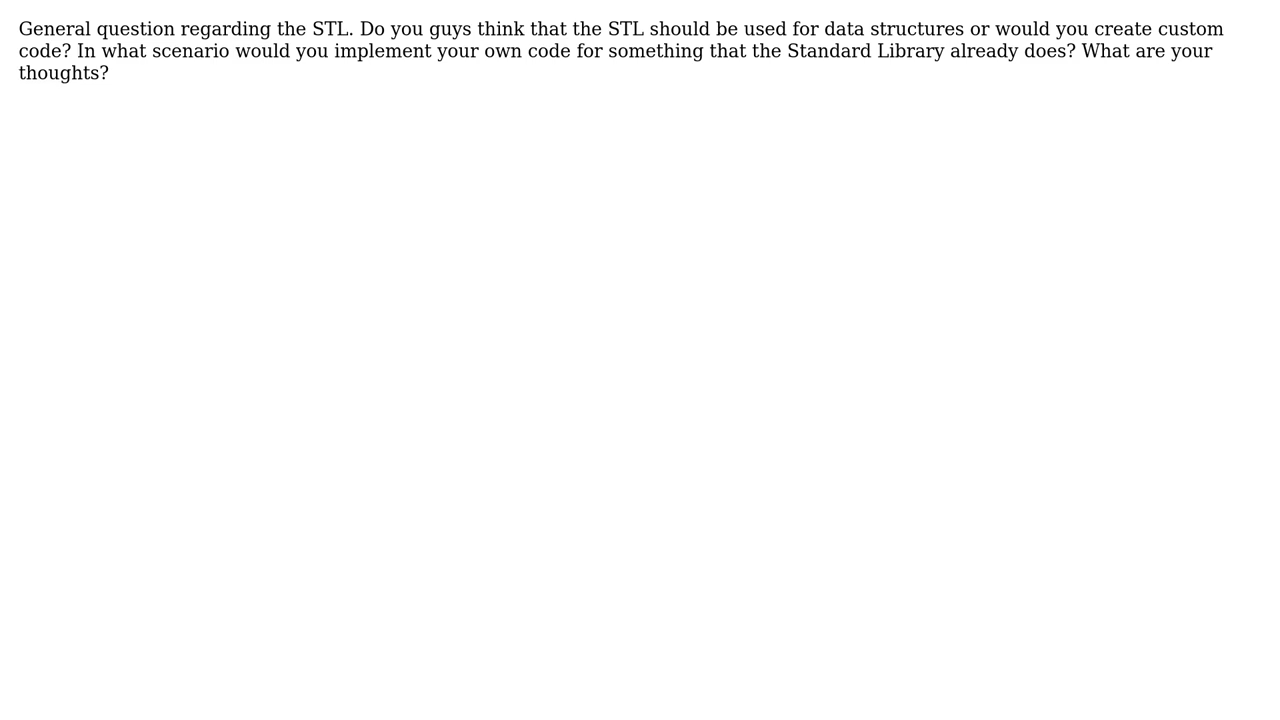 General question regarding the STL. Do you guys think that the STL should be used for data structures or would you create custom
code? In what scenario would you implement your own code for something that the Standard Library already does? What are your
thoughts?